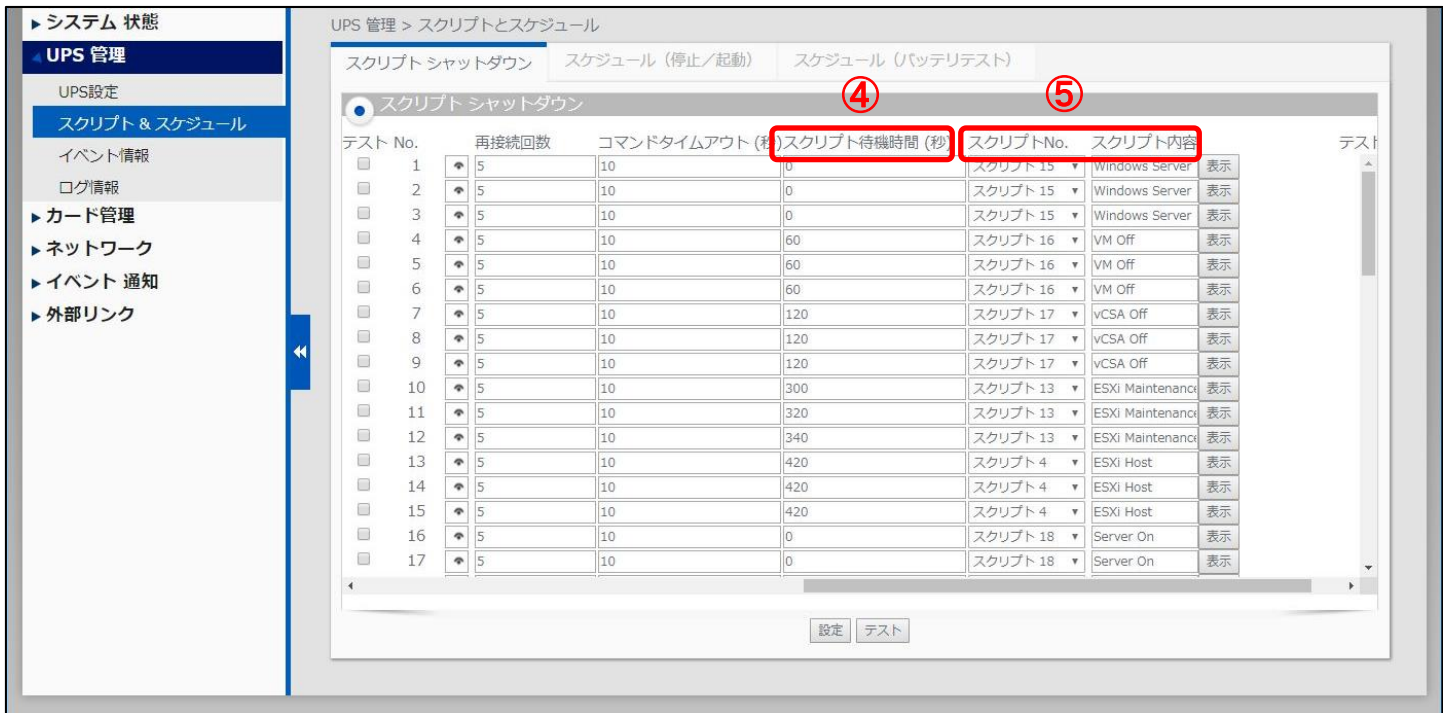 システム 状態
UPS 管理
UPS設定
スクリプト & スケジュール
イベント情報
ログ情報
カード管理
ネットワーク
イベント 通知
外部リンク
UPS 管理 > スクリプトとスケジュール
スクリプト シャットダウン スケジュール（停止／起動） スケジュール（バッテリテスト）
④ ⑤
スクリプト シャットダウン
テスト No. 再接続回数 コマンドタイムアウト (秒) スクリプト待機時間 (秒) スクリプトNo. スクリプト内容 テスト
1 5 10 0 スクリプト 15 Windows Server 表示
2 5 10 0 スクリプト 15 Windows Server 表示
3 5 10 0 スクリプト 15 Windows Server 表示
4 5 10 60 スクリプト 16 VM Off 表示
5 5 10 60 スクリプト 16 VM Off 表示
6 5 10 60 スクリプト 16 VM Off 表示
7 5 10 120 スクリプト 17 vCSA Off 表示
8 5 10 120 スクリプト 17 vCSA Off 表示
9 5 10 120 スクリプト 17 vCSA Off 表示
10 5 10 300 スクリプト 13 ESXi Maintenance 表示
11 5 10 320 スクリプト 13 ESXi Maintenance 表示
12 5 10 340 スクリプト 13 ESXi Maintenance 表示
13 5 10 420 スクリプト 4 ESXi Host 表示
14 5 10 420 スクリプト 4 ESXi Host 表示
15 5 10 420 スクリプト 4 ESXi Host 表示
16 5 10 0 スクリプト 18 Server On 表示
17 5 10 0 スクリプト 18 Server On 表示
設定 テスト